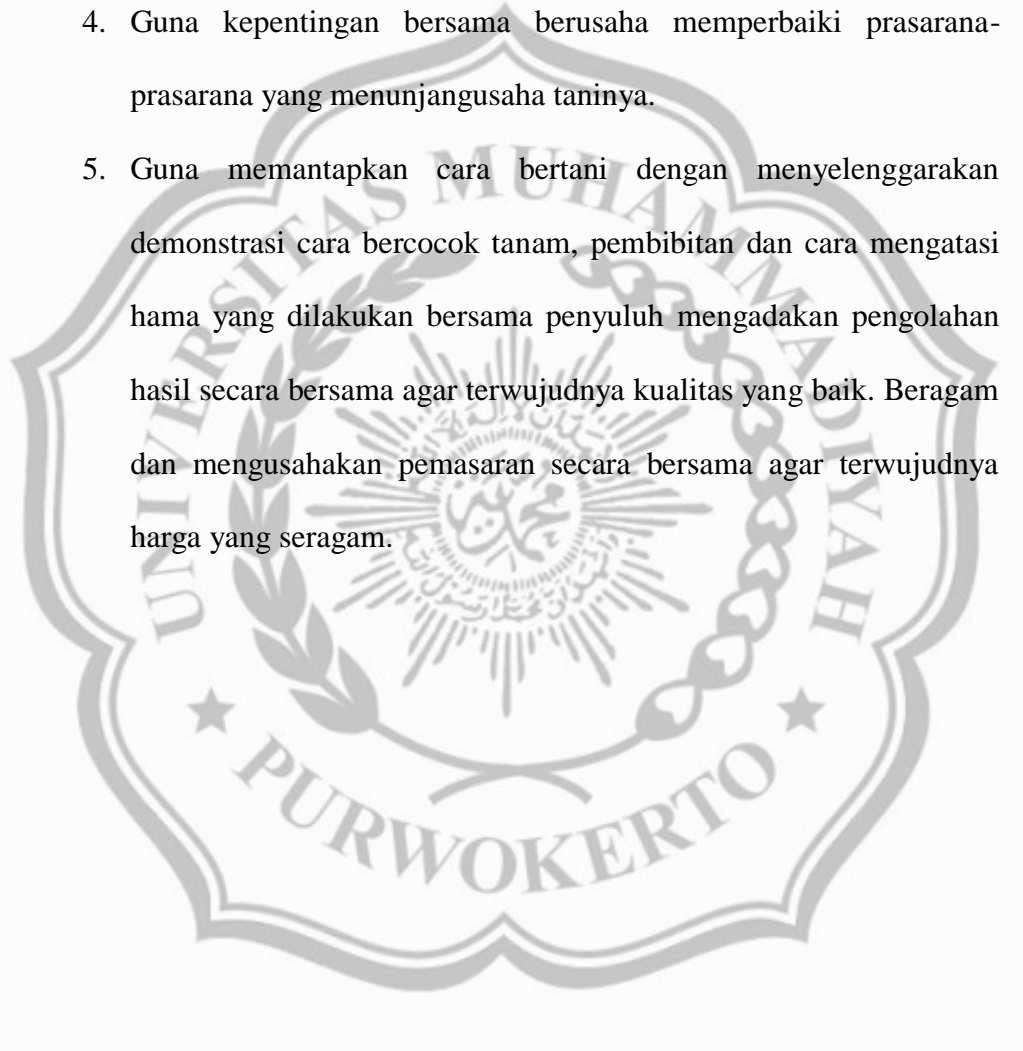 4. Guna kepentingan bersama berusaha memperbaiki prasarana-
prasarana yang menunjangusaha taninya.
5. Guna memantapkan cara bertani dengan menyelenggarakan
demonstrasi cara bercocok tanam, pembibitan dan cara mengatasi
hama yang dilakukan bersama penyuluh mengadakan pengolahan
hasil secara bersama agar terwujudnya kualitas yang baik. Beragam
dan mengusahakan pemasaran secara bersama agar terwujudnya
harga yang seragam.
UNIVERSITAS MUHAMMADIYAH
PURWOKERTO